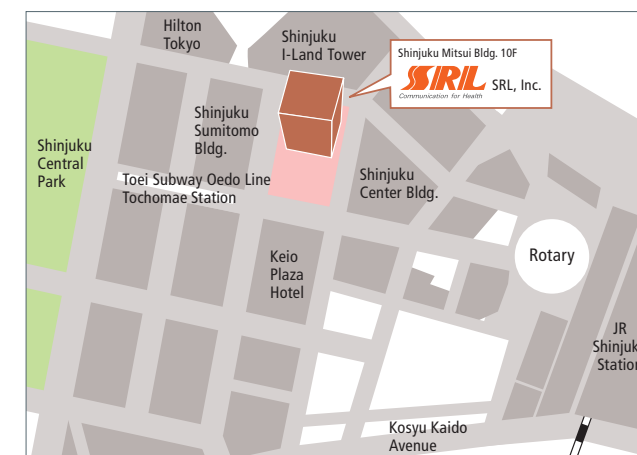 Hilton
Tokyo
Shinjuku
I-Land Tower
Shinjuku Mitsui Bldg. 10F
SRL
Communication for Health
SRL, Inc.
Shinjuku
Sumitomo
Bldg.
Shinjuku
Central
Park
Toei Subway Oedo Line
Tochomae Station
Shinjuku
Center Bldg.
Keio
Plaza
Hotel
Rotary
JR
Shinjuk
Station
Kosyu Kaido
Avenue